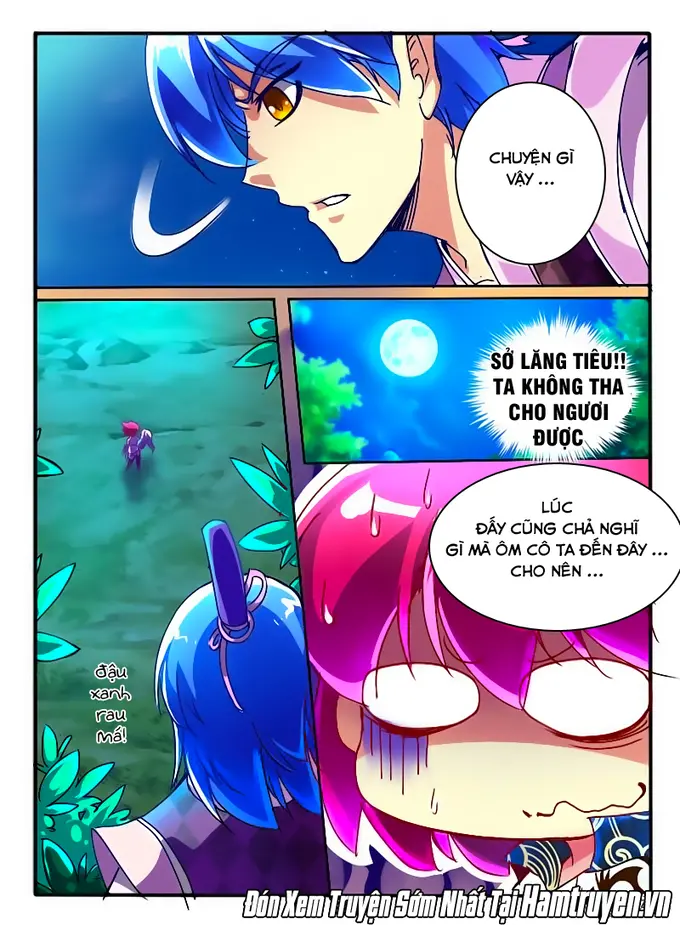 CHUYỆN GÌ
VẬY ...
SỞ LĂNG TIÊU!!
TA KHÔNG THA
CHO NGƯƠI
ĐƯỢC
LÚC
ĐẤY CŨNG CHẢ NGHĨ
GÌ MÀ ÔM CÔ TA ĐẾN ĐÂY ...
CHO NÊN ...
đậu
xanh
rau
má!
Đón Xem Truyện Sớm Nhất Tại Hamtruyen.vn